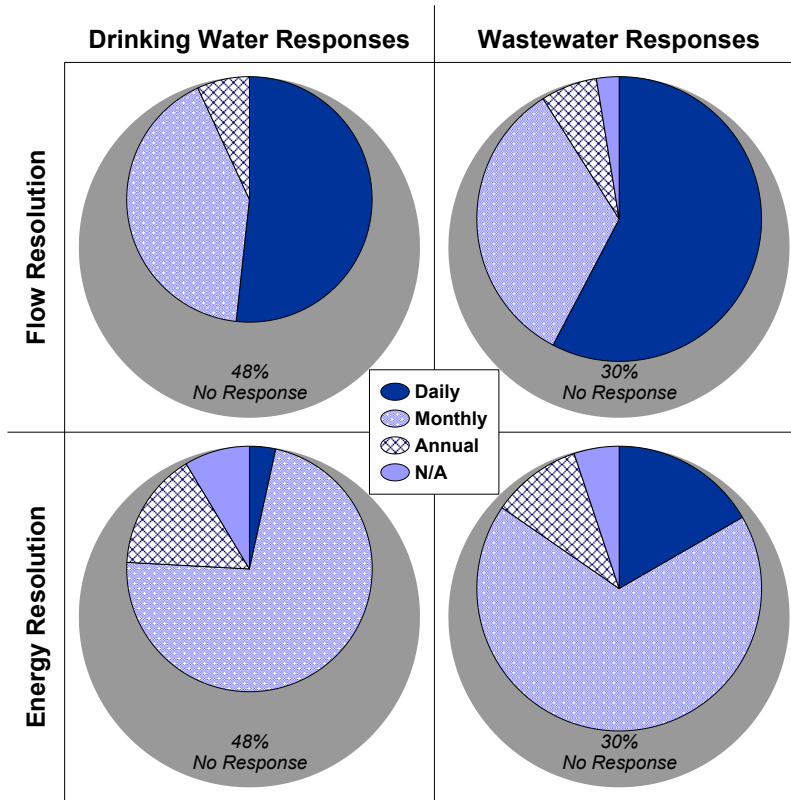 Drinking Water Responses
Wastewater Responses
Flow Resolution
48%
No Response
30%
No Response
Daily
Monthly
Annual
N/A
Energy Resolution
48%
No Response
30%
No Response